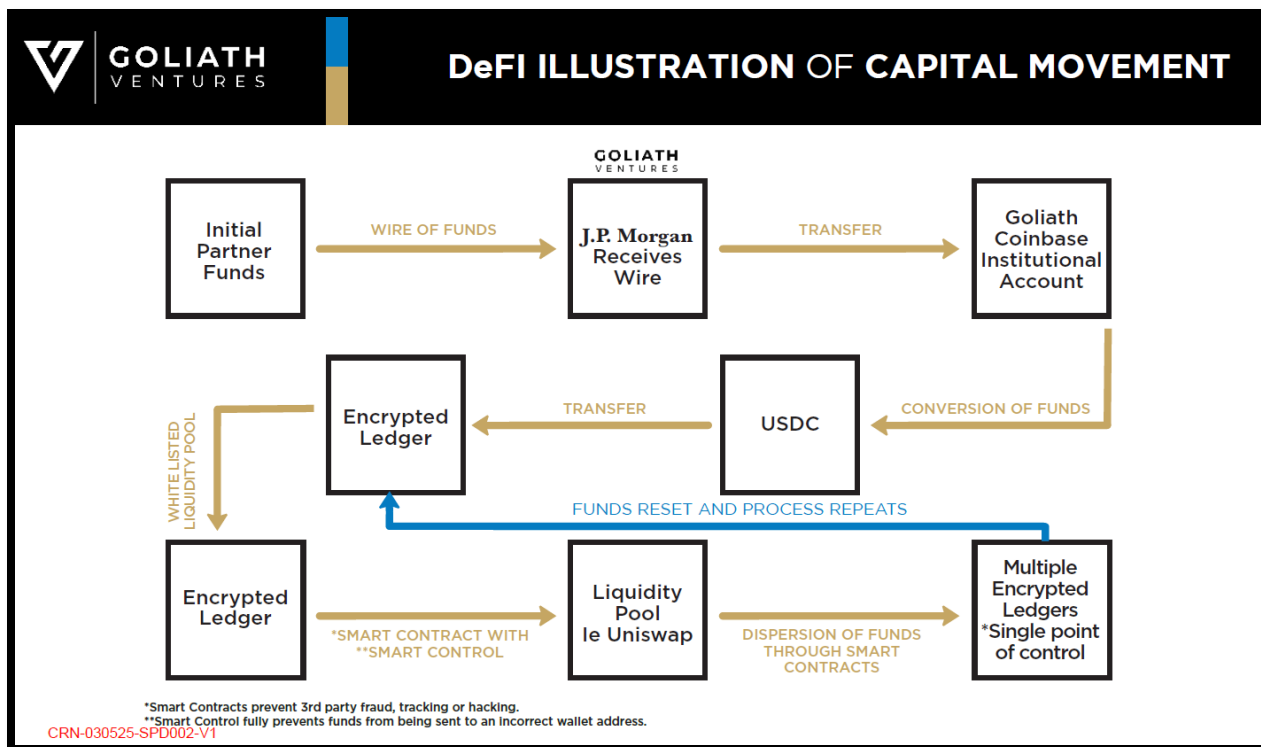 GOLIATH
VENTURES
DeFI ILLUSTRATION OF CAPITAL MOVEMENT
GOLIATH
VENTURES
Initial
Partner
Funds
WIRE OF FUNDS
J.P. Morgan
Receives
Wire
TRANSFER
Goliath
Coinbase
Institutional
Account
CONVERSION OF FUNDS
USDC
TRANSFER
Encrypted
Ledger
WHITE LISTED
LIQUIDITY POOL
FUNDS RESET AND PROCESS REPEATS
Encrypted
Ledger
*SMART CONTRACT WITH
**SMART CONTROL
Liquidity
Pool
Ie Uniswap
DISPERSION OF FUNDS
THROUGH SMART
CONTRACTS
Multiple
Encrypted
Ledgers
*Single point
of control
*Smart Contracts prevent 3rd party fraud, tracking or hacking.
**Smart Control fully prevents funds from being sent to an incorrect wallet address.
CRN-030525-SPD002-V1